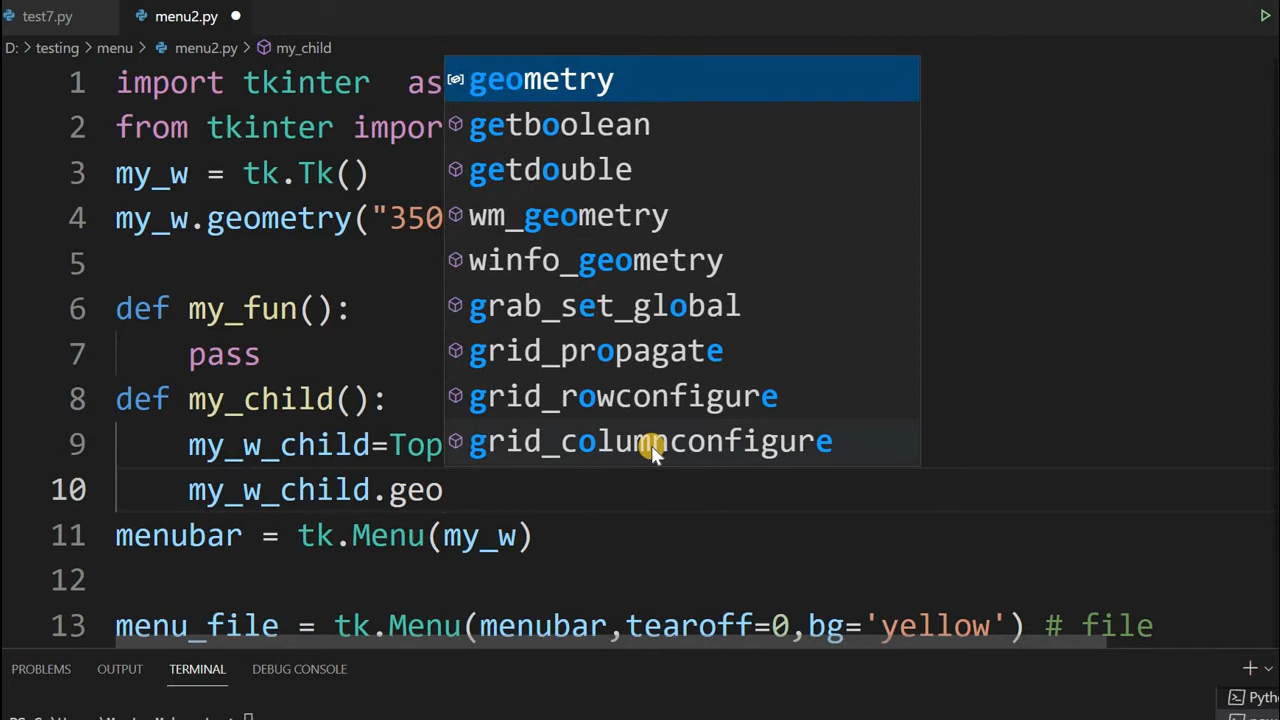 test7.py menu2.py
D: > testing > menu > menu2.py > my_child
1 import tkinter as
2 from tkinter impor
3 my_w = tk.Tk()
4 my_w.geometry("350
5
6 def my_fun():
7 pass
8 def my_child():
9 my_w_child=Top
10 my_w_child.geo
11 menubar = tk.Menu(my_w)
12
13 menu_file = tk.Menu(menubar,tearoff=0,bg='yellow') # file
geometry
getboolean
getdouble
wm_geometry
winfo_geometry
grab_set_global
grid_propagate
grid_rowconfigure
grid_columnconfigure
PROBLEMS OUTPUT TERMINAL DEBUG CONSOLE
Pyth